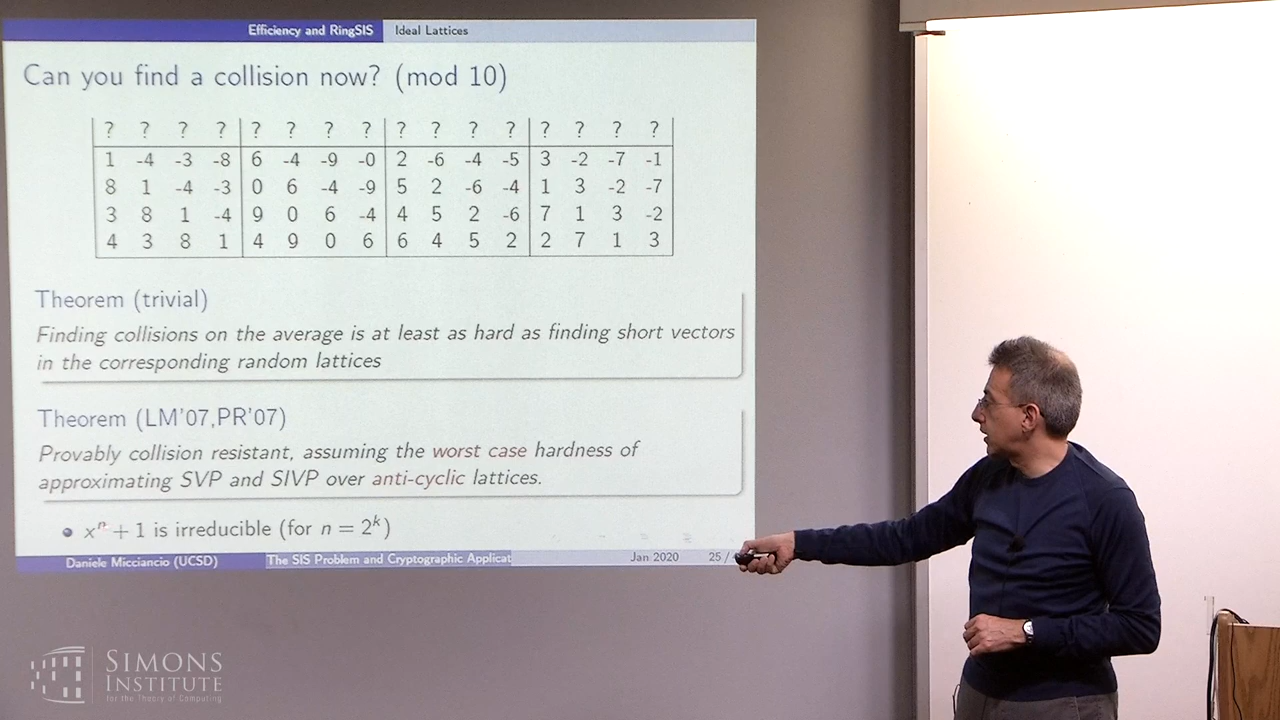 Efficiency and RingSIS Ideal Lattices
Can you find a collision now? (mod 10)
? ? ? ? ? ? ? ? ? ? ? ? ? ? ? ?
1 -4 -3 -8 6 -4 -9 -0 2 -6 -4 -5 3 -2 -7 -1
8 1 -4 -3 0 6 -4 -9 5 2 -6 -4 1 3 -2 -7
3 8 1 -4 9 0 6 -4 4 5 2 -6 7 1 3 -2
4 3 8 1 4 9 0 6 6 4 5 2 2 7 1 3
Theorem (trivial)
Finding collisions on the average is at least as hard as finding short vectors
in the corresponding random lattices
Theorem (LM'07,PR'07)
Provably collision resistant, assuming the worst case hardness of
approximating SVP and SIVP over anti-cyclic lattices.
• xⁿ + 1 is irreducible (for n = 2ᵏ)
Daniele Micciancio (UCSD) The SIS Problem and Cryptographic Applicat Jan 2020 25 /
SIMONS
INSTITUTE
for the Theory of Computing